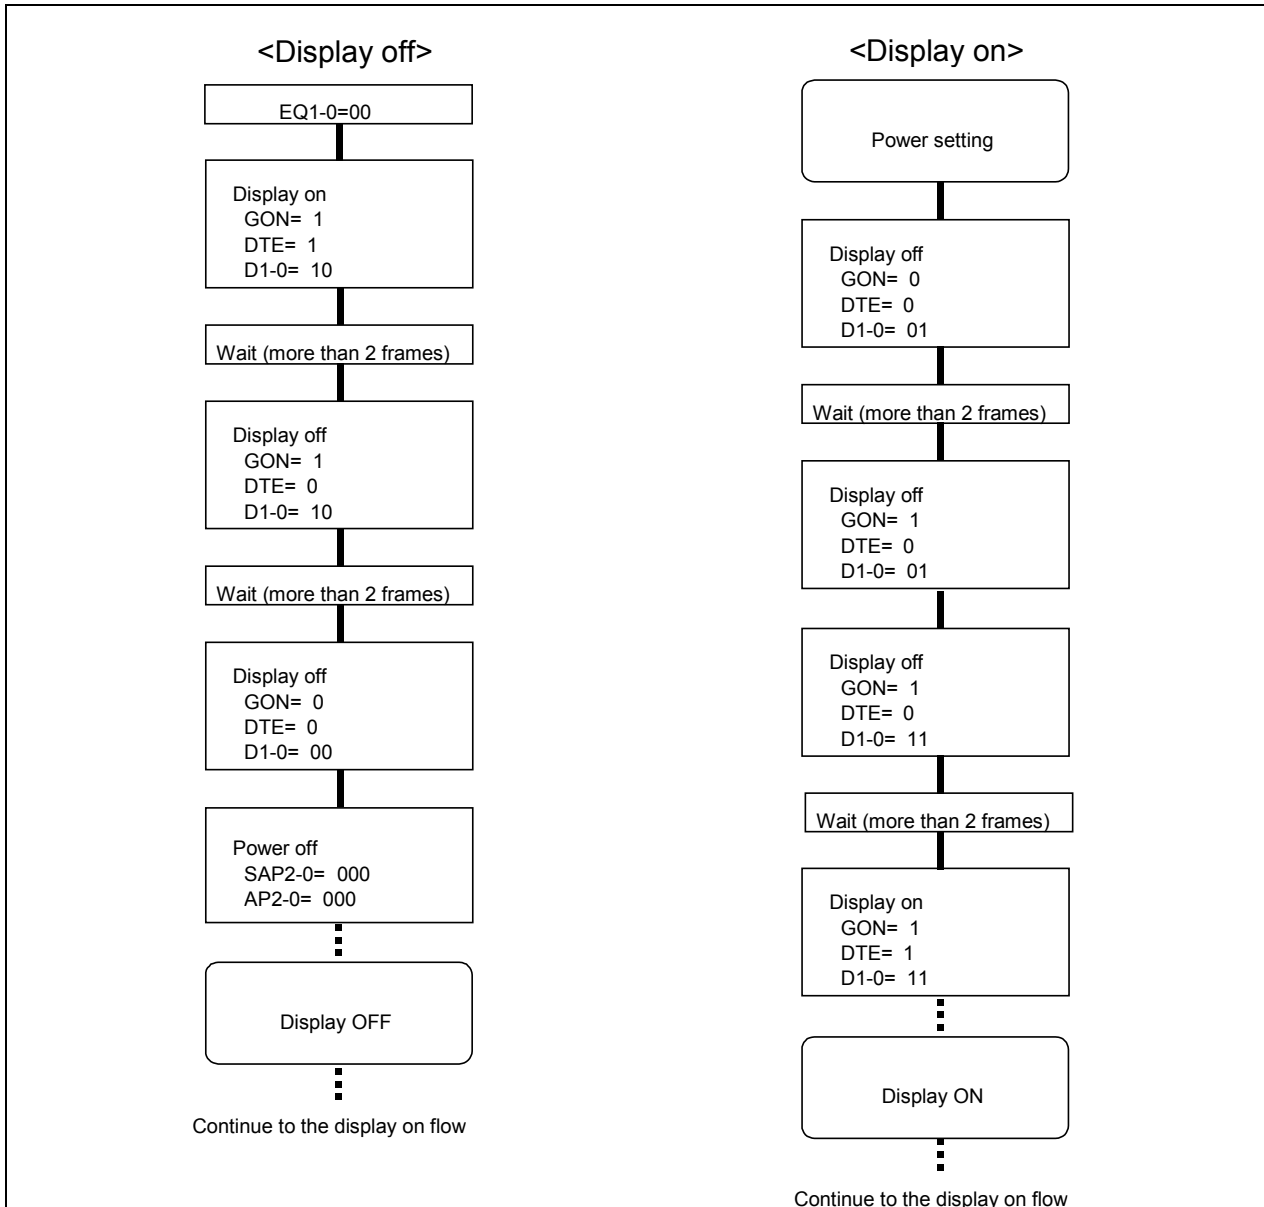 <Display off>
EQ1-0=00
Display on
GON= 1
DTE= 1
D1-0= 10
Wait (more than 2 frames)
Display off
GON= 1
DTE= 0
D1-0= 10
Wait (more than 2 frames)
Display off
GON= 0
DTE= 0
D1-0= 00
Power off
SAP2-0= 000
AP2-0= 000
Display OFF
Continue to the display on flow
<Display on>
Power setting
Display off
GON= 0
DTE= 0
D1-0= 01
Wait (more than 2 frames)
Display off
GON= 1
DTE= 0
D1-0= 01
Display off
GON= 1
DTE= 0
D1-0= 11
Wait (more than 2 frames)
Display on
GON= 1
DTE= 1
D1-0= 11
Display ON
Continue to the display on flow